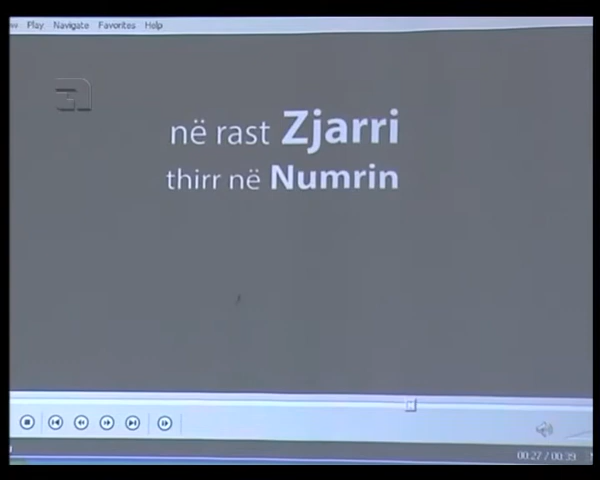 Play Navigate Favorites Help
në rast Zjarri
thirr në Numrin
00:27 / 00:39